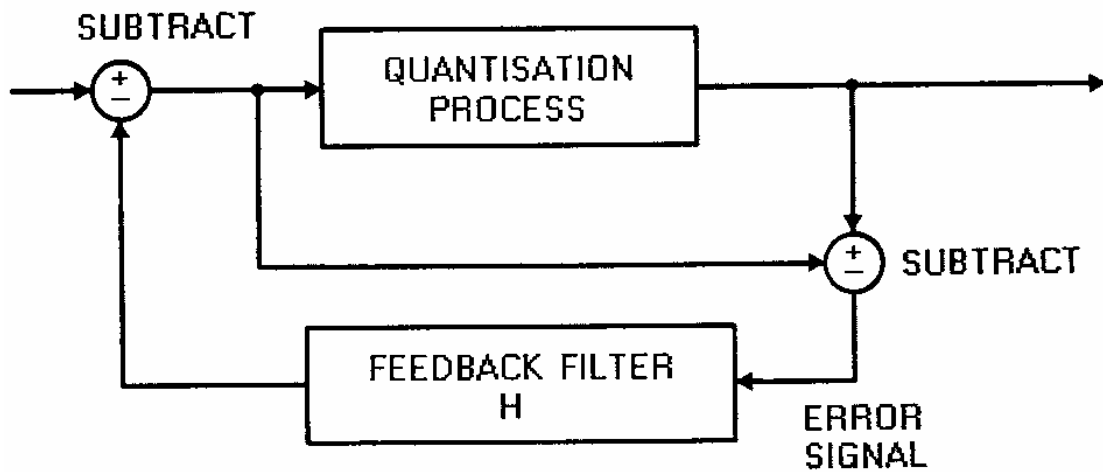 SUBTRACT
+
−
QUANTISATION
PROCESS
+
−
SUBTRACT
FEEDBACK FILTER
H
ERROR
SIGNAL